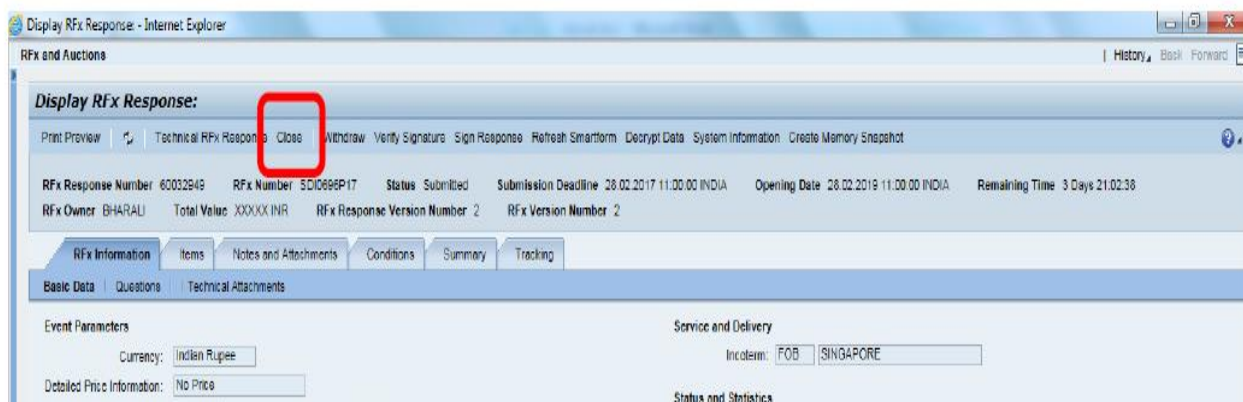 Display RFx Response: - Internet Explorer
RFx and Auctions
History Back Forward
Display RFx Response:
Print Preview Technical RFx Response Close Withdraw Verify Signature Sign Response Refresh Smartform Decrypt Data System Information Create Memory Snapshot
RFx Response Number 60032949 RFx Number SDI0696P17 Status Submitted Submission Deadline 28.02.2017 11:00:00 INDIA Opening Date 28.02.2019 11:00:00 INDIA Remaining Time 3 Days 21:02:38
RFx Owner BHARALI Total Value XXXXX INR RFx Response Version Number 2 RFx Version Number 2
RFx Information Items Notes and Attachments Conditions Summary Tracking
Basic Data Questions Technical Attachments
Event Parameters Service and Delivery
Currency: Indian Rupee Incoterm: FOB SINGAPORE
Detailed Price Information: No Price
Status and Statistics